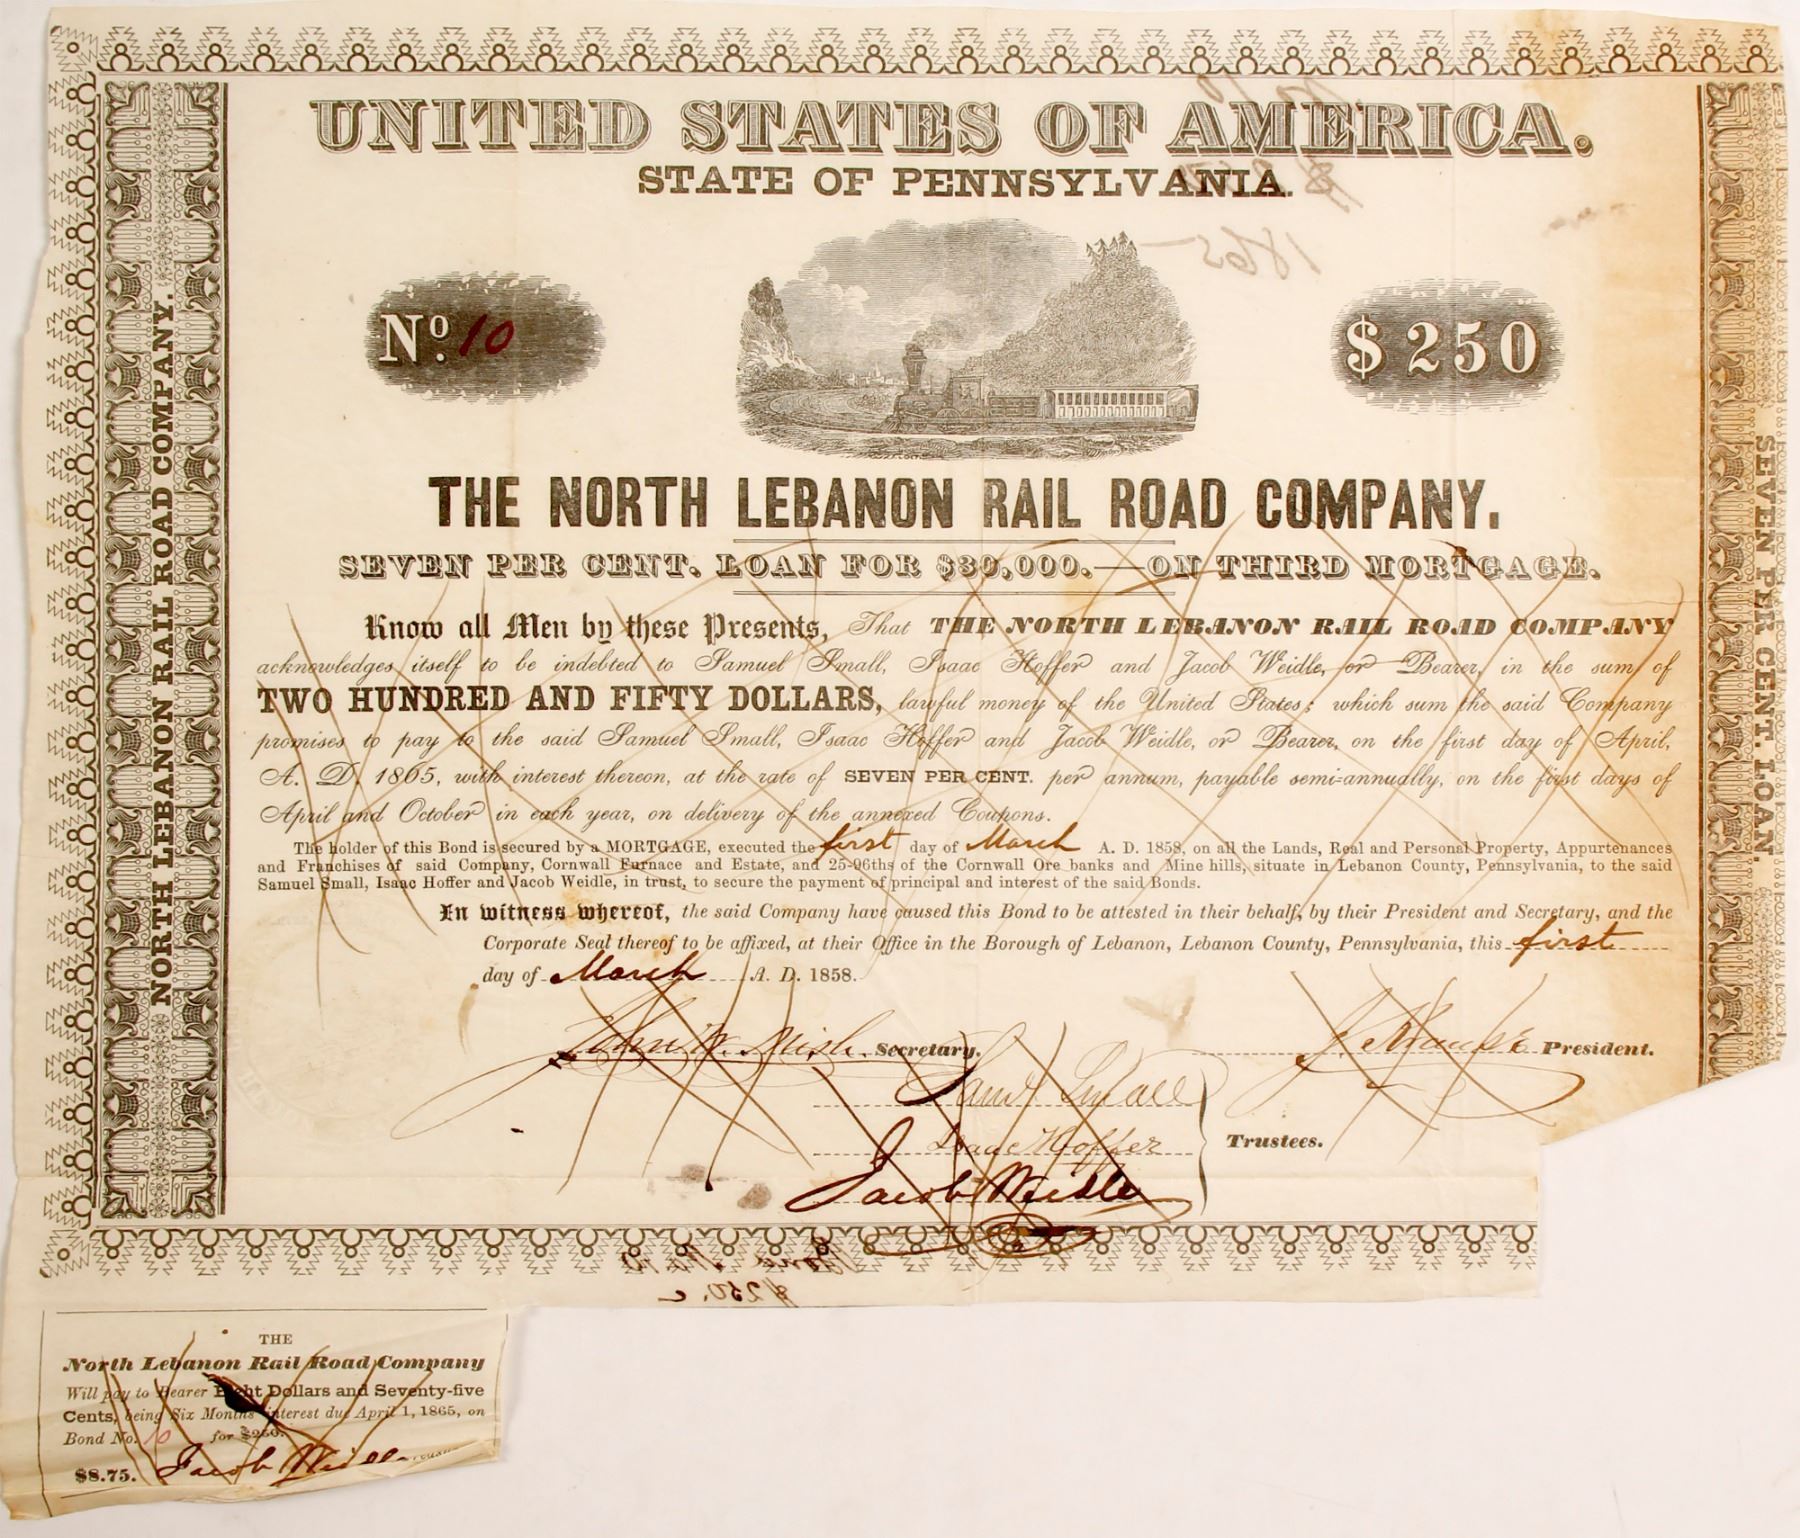 UNITED STATES OF AMERICA.
STATE OF PENNSYLVANIA.
No. 10
$250
THE NORTH LEBANON RAIL ROAD COMPANY.
SEVEN PER CENT. LOAN FOR $30,000.—ON THIRD MORTGAGE.
Know all Men by these Presents, That THE NORTH LEBANON RAIL ROAD COMPANY
acknowledges itself to be indebted to Samuel Small, Isaac Hoffer and Jacob Weidle, or Bearer, in the sum of
TWO HUNDRED AND FIFTY DOLLARS, lawful money of the United States; which sum the said Company
promises to pay to the said Samuel Small, Isaac Hoffer and Jacob Weidle, or Bearer, on the first day of April,
A. D. 1865, with interest thereon, at the rate of SEVEN PER CENT. per annum, payable semi-annually, on the first days of
April and October in each year, on delivery of the annexed Coupons.
The holder of this Bond is secured by a MORTGAGE, executed the first day of March A. D. 1858, on all the Lands, Real and Personal Property, Appurtenances
and Franchises of said Company, Cornwall Furnace and Estate, and 25-96ths of the Cornwall Ore banks and Mine hills, situate in Lebanon County, Pennsylvania, to the said
Samuel Small, Isaac Hoffer and Jacob Weidle, in trust, to secure the payment of principal and interest of the said Bonds.
In witness whereof, the said Company have caused this Bond to be attested in their behalf, by their President and Secretary, and the
Corporate Seal thereof to be affixed, at their Office in the Borough of Lebanon, Lebanon County, Pennsylvania, this first
day of March A. D. 1858.
John W. Mish. Secretary.
President.
Saml Small
Isaac Hoffer
Trustees.
Jacob Weidle
NORTH LEBANON RAIL ROAD COMPANY.
SEVEN PER CENT. LOAN.
1865
$250.
THE
North Lebanon Rail Road Company
Will pay to Bearer Eight Dollars and Seventy-five
Cents, being Six Months interest due April 1, 1865, on
Bond No. 10 for $250.
$8.75. Jacob Weidle